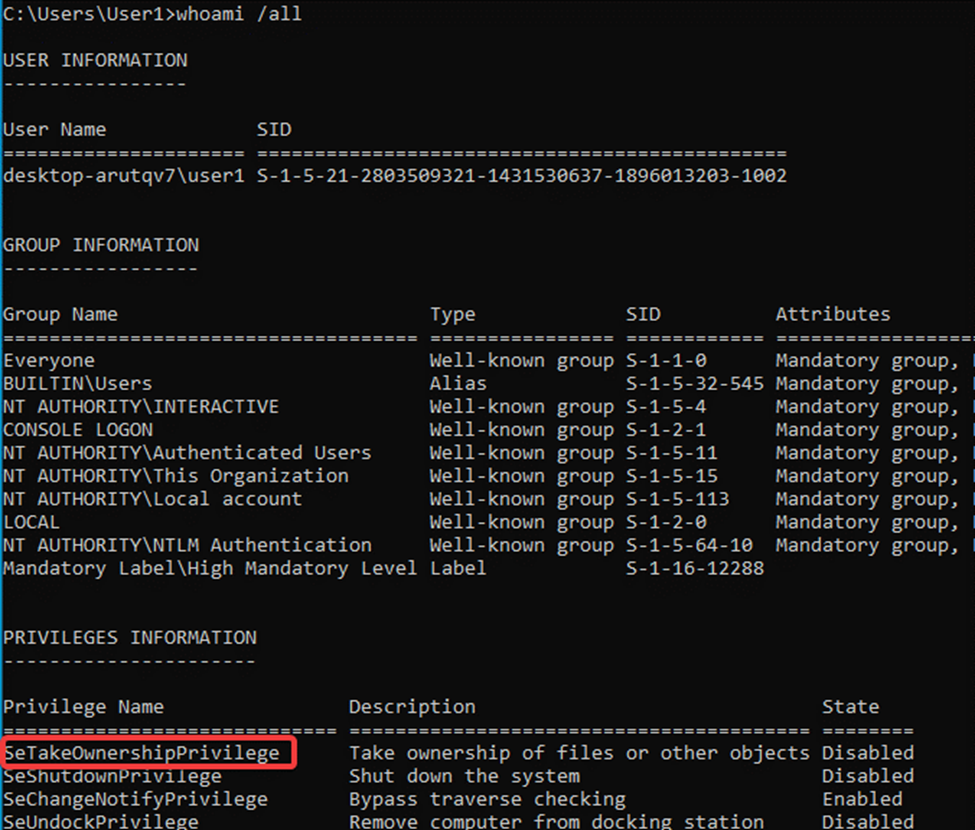 C:\Users\User1>whoami /all
USER INFORMATION
----------------
User Name SID
===================== ==============================================
desktop-arutqv7\user1 S-1-5-21-2803509321-1431530637-1896013203-1002
GROUP INFORMATION
-----------------
Group Name Type SID Attributes
==================================== ================ ============ =================
Everyone Well-known group S-1-1-0 Mandatory group,
BUILTIN\Users Alias S-1-5-32-545 Mandatory group,
NT AUTHORITY\INTERACTIVE Well-known group S-1-5-4 Mandatory group,
CONSOLE LOGON Well-known group S-1-2-1 Mandatory group,
NT AUTHORITY\Authenticated Users Well-known group S-1-5-11 Mandatory group,
NT AUTHORITY\This Organization Well-known group S-1-5-15 Mandatory group,
NT AUTHORITY\Local account Well-known group S-1-5-113 Mandatory group,
LOCAL Well-known group S-1-2-0 Mandatory group,
NT AUTHORITY\NTLM Authentication Well-known group S-1-5-64-10 Mandatory group,
Mandatory Label\High Mandatory Level Label S-1-16-12288
PRIVILEGES INFORMATION
----------------------
Privilege Name Description State
============================= ======================================== ========
SeTakeOwnershipPrivilege Take ownership of files or other objects Disabled
SeShutdownPrivilege Shut down the system Disabled
SeChangeNotifyPrivilege Bypass traverse checking Enabled
SeUndockPrivilege Remove computer from docking station Disabled